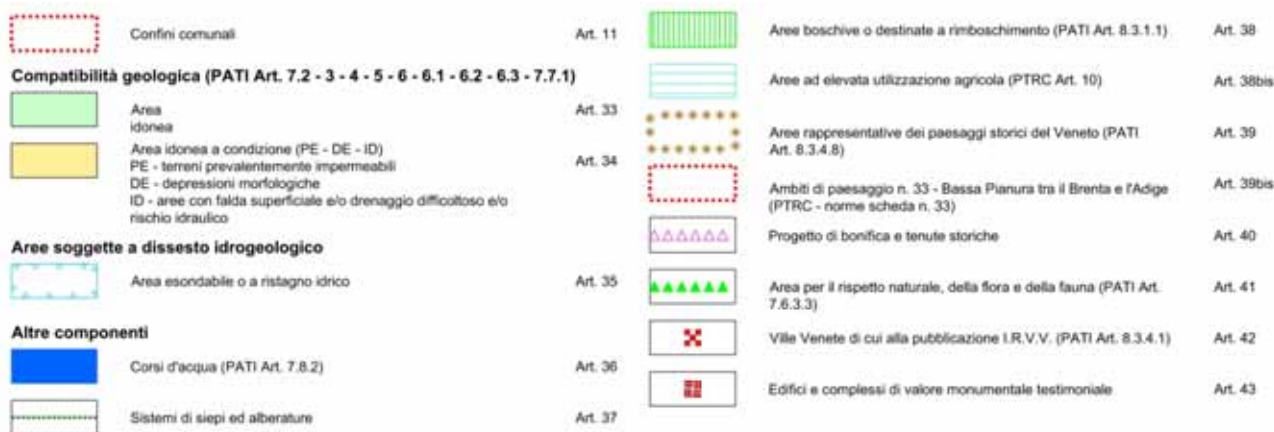 Confini comunali Art. 11
Compatibilità geologica (PATI Art. 7.2 - 3 - 4 - 5 - 6 - 6.1 - 6.2 - 6.3 - 7.7.1)
Area
idonea Art. 33
Area idonea a condizione (PE - DE - ID) Art. 34
PE - terreni prevalentemente impermeabili
DE - depressioni morfologiche
ID - aree con falda superficiale e/o drenaggio difficoltoso e/o
rischio idraulico
Aree soggette a dissesto idrogeologico
Area esondabile o a ristagno idrico Art. 35
Altre componenti
Corsi d'acqua (PATI Art. 7.8.2) Art. 36
Sistemi di siepi ed alberature Art. 37
Aree boschive o destinate a rimboschimento (PATI Art. 8.3.1.1) Art. 38
Aree ad elevata utilizzazione agricola (PTRC Art. 10) Art. 38bis
Aree rappresentative dei paesaggi storici del Veneto (PATI Art. 39
Art. 8.3.4.8)
Ambiti di paesaggio n. 33 - Bassa Pianura tra il Brenta e l'Adige Art. 39bis
(PTRC - norme scheda n. 33)
Progetto di bonifica e tenute storiche Art. 40
Area per il rispetto naturale, della flora e della fauna (PATI Art. Art. 41
7.6.3.3)
Ville Venete di cui alla pubblicazione I.R.V.V. (PATI Art. 8.3.4.1) Art. 42
Edifici e complessi di valore monumentale testimoniale Art. 43